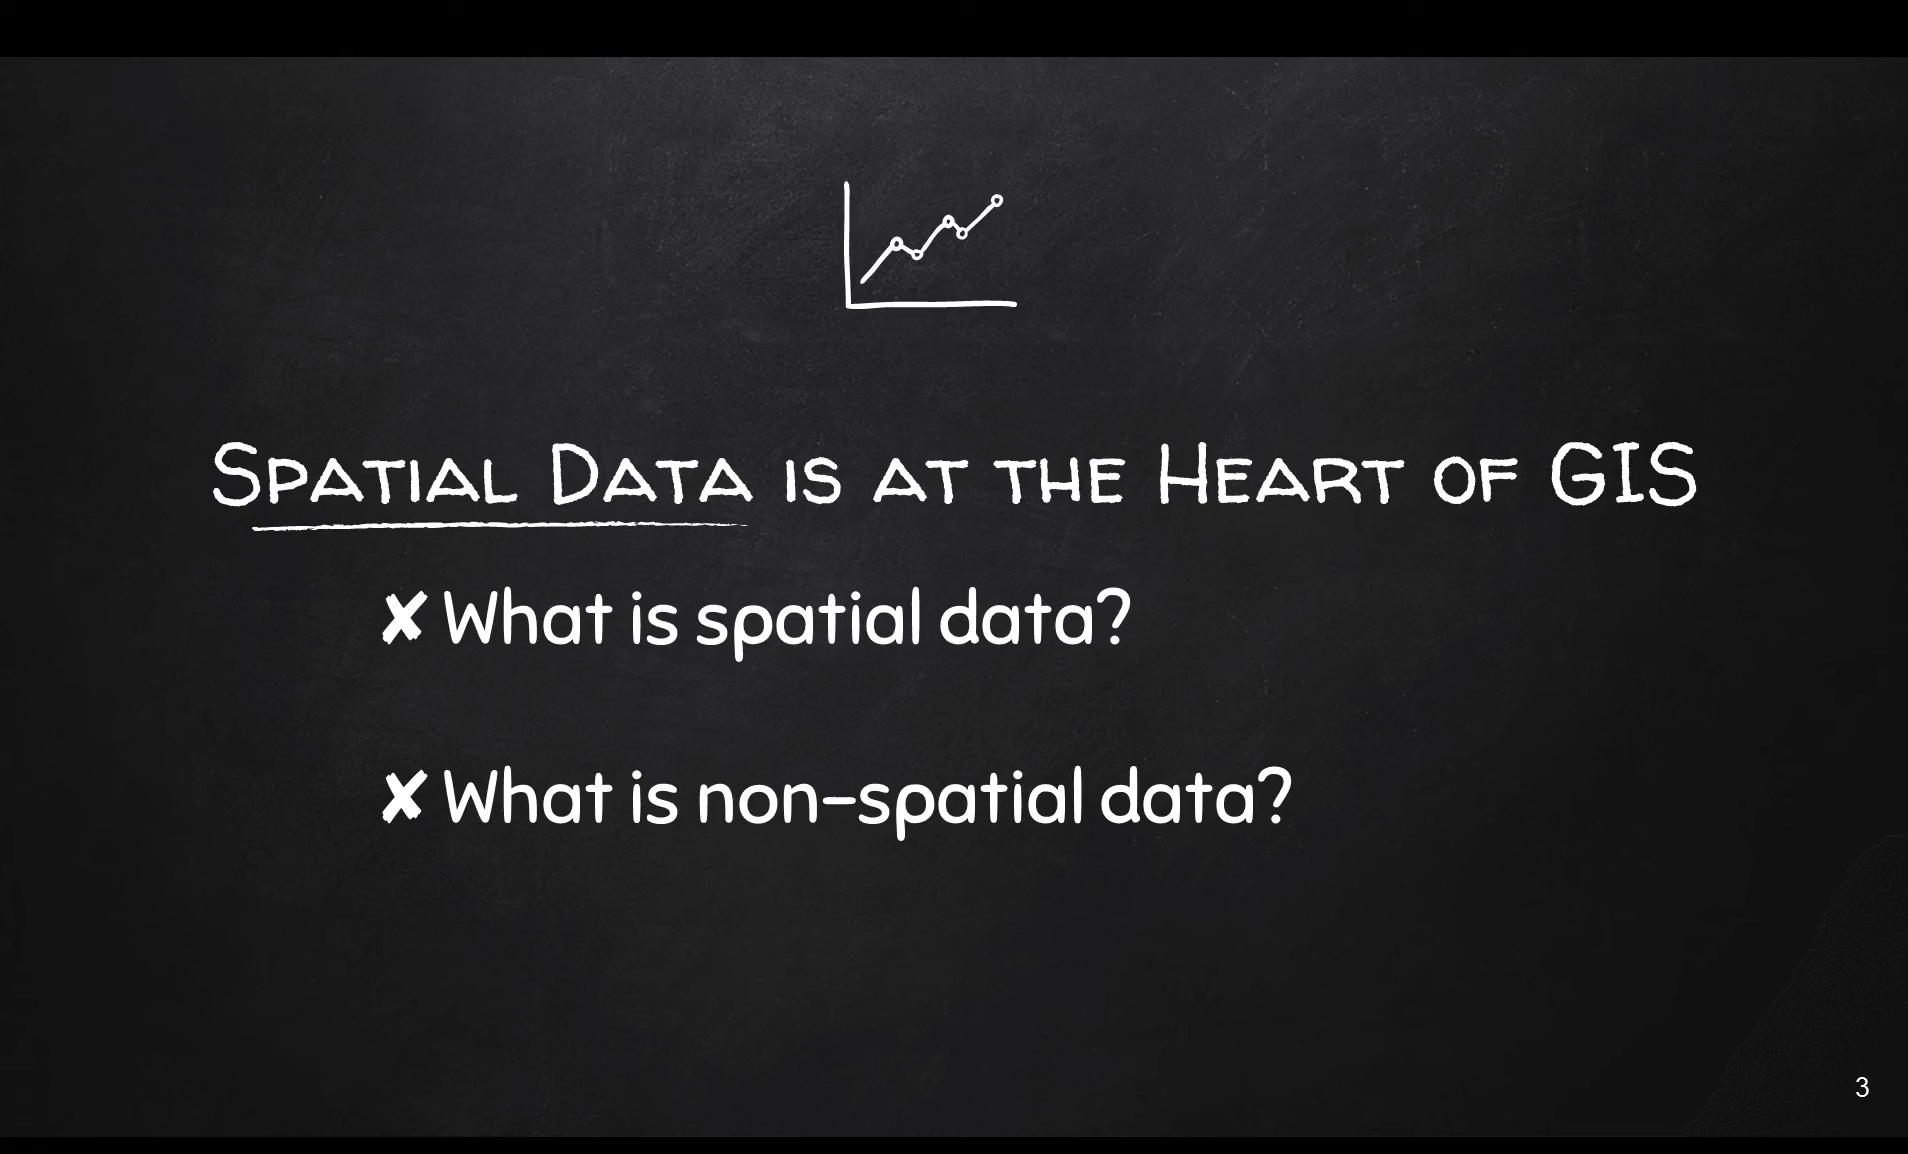 Spatial Data is at the Heart of GIS
✘ What is spatial data?
✘ What is non-spatial data?
3